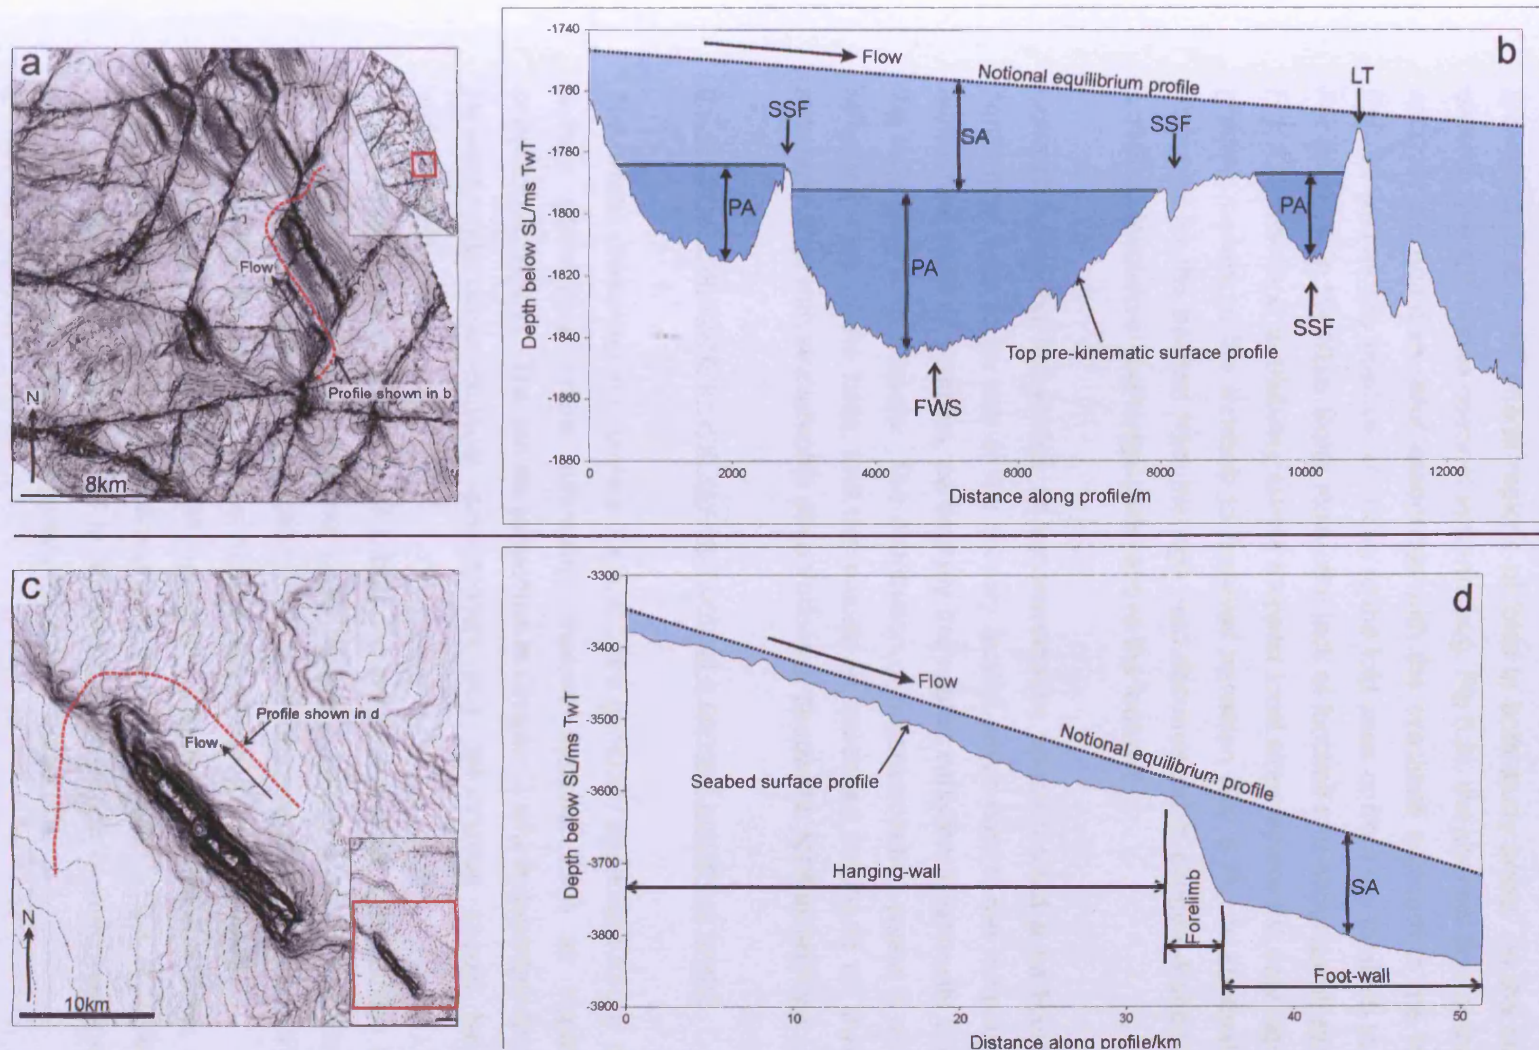 a
Flow
Profile shown in b
N
8km
b
Depth below SL/ms TwT
-1740
-1760
-1780
-1800
-1820
-1840
-1860
-1880
Flow
Notional equilibrium profile
LT
SSF
SA
SSF
PA
PA
PA
SSF
Top pre-kinematic surface profile
FWS
0
2000
4000
6000
8000
10000
12000
Distance along profile/m
c
Profile shown in d
Flow
N
10km
d
Depth below SL/ms TwT
-3300
-3400
-3500
-3600
-3700
-3800
-3900
Flow
Notional equilibrium profile
Seabed surface profile
Hanging-wall
Forelimb
SA
Foot-wall
0
10
20
30
40
50
Distance along profile/km